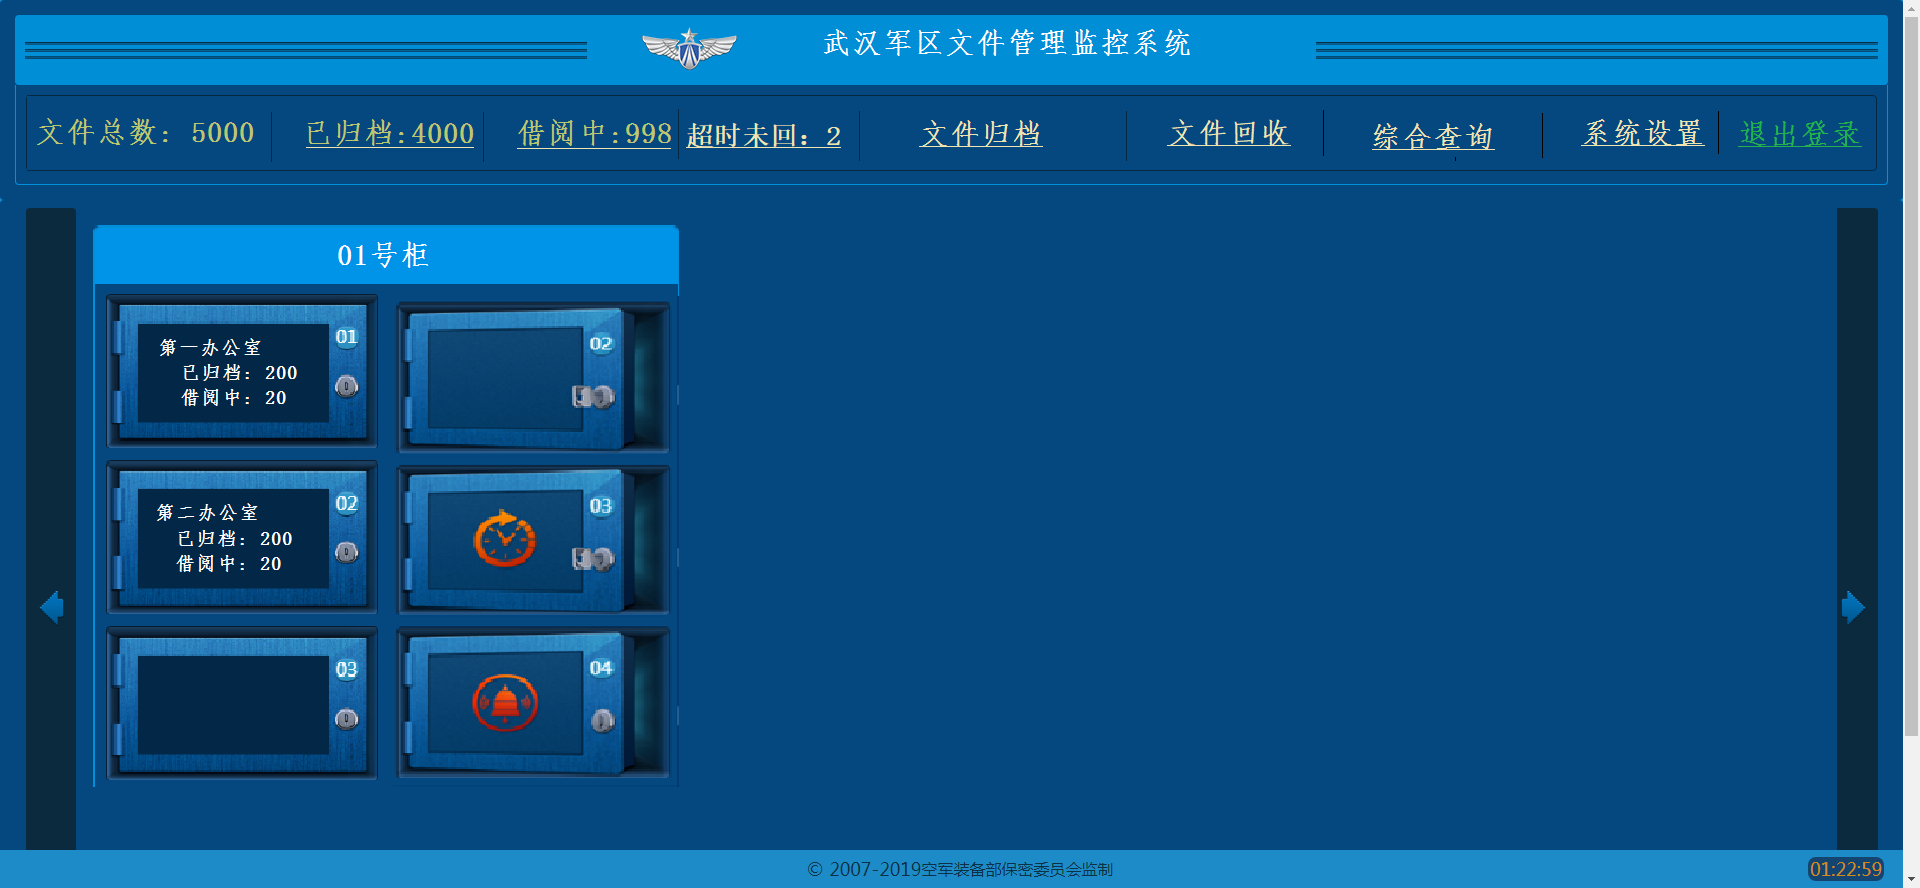 武汉军区文件管理监控系统
文件总数: 5000 已归档:4000 借阅中:998 超时未回: 2 文件归档 文件回收 综合查询 系统设置 退出登录
01号柜
第一办公室
已归档: 200
借阅中: 20
01
02
第二办公室
已归档: 200
借阅中: 20
02
03
03
04
© 2007-2019空军装备部保密委员会监制
01:22:59